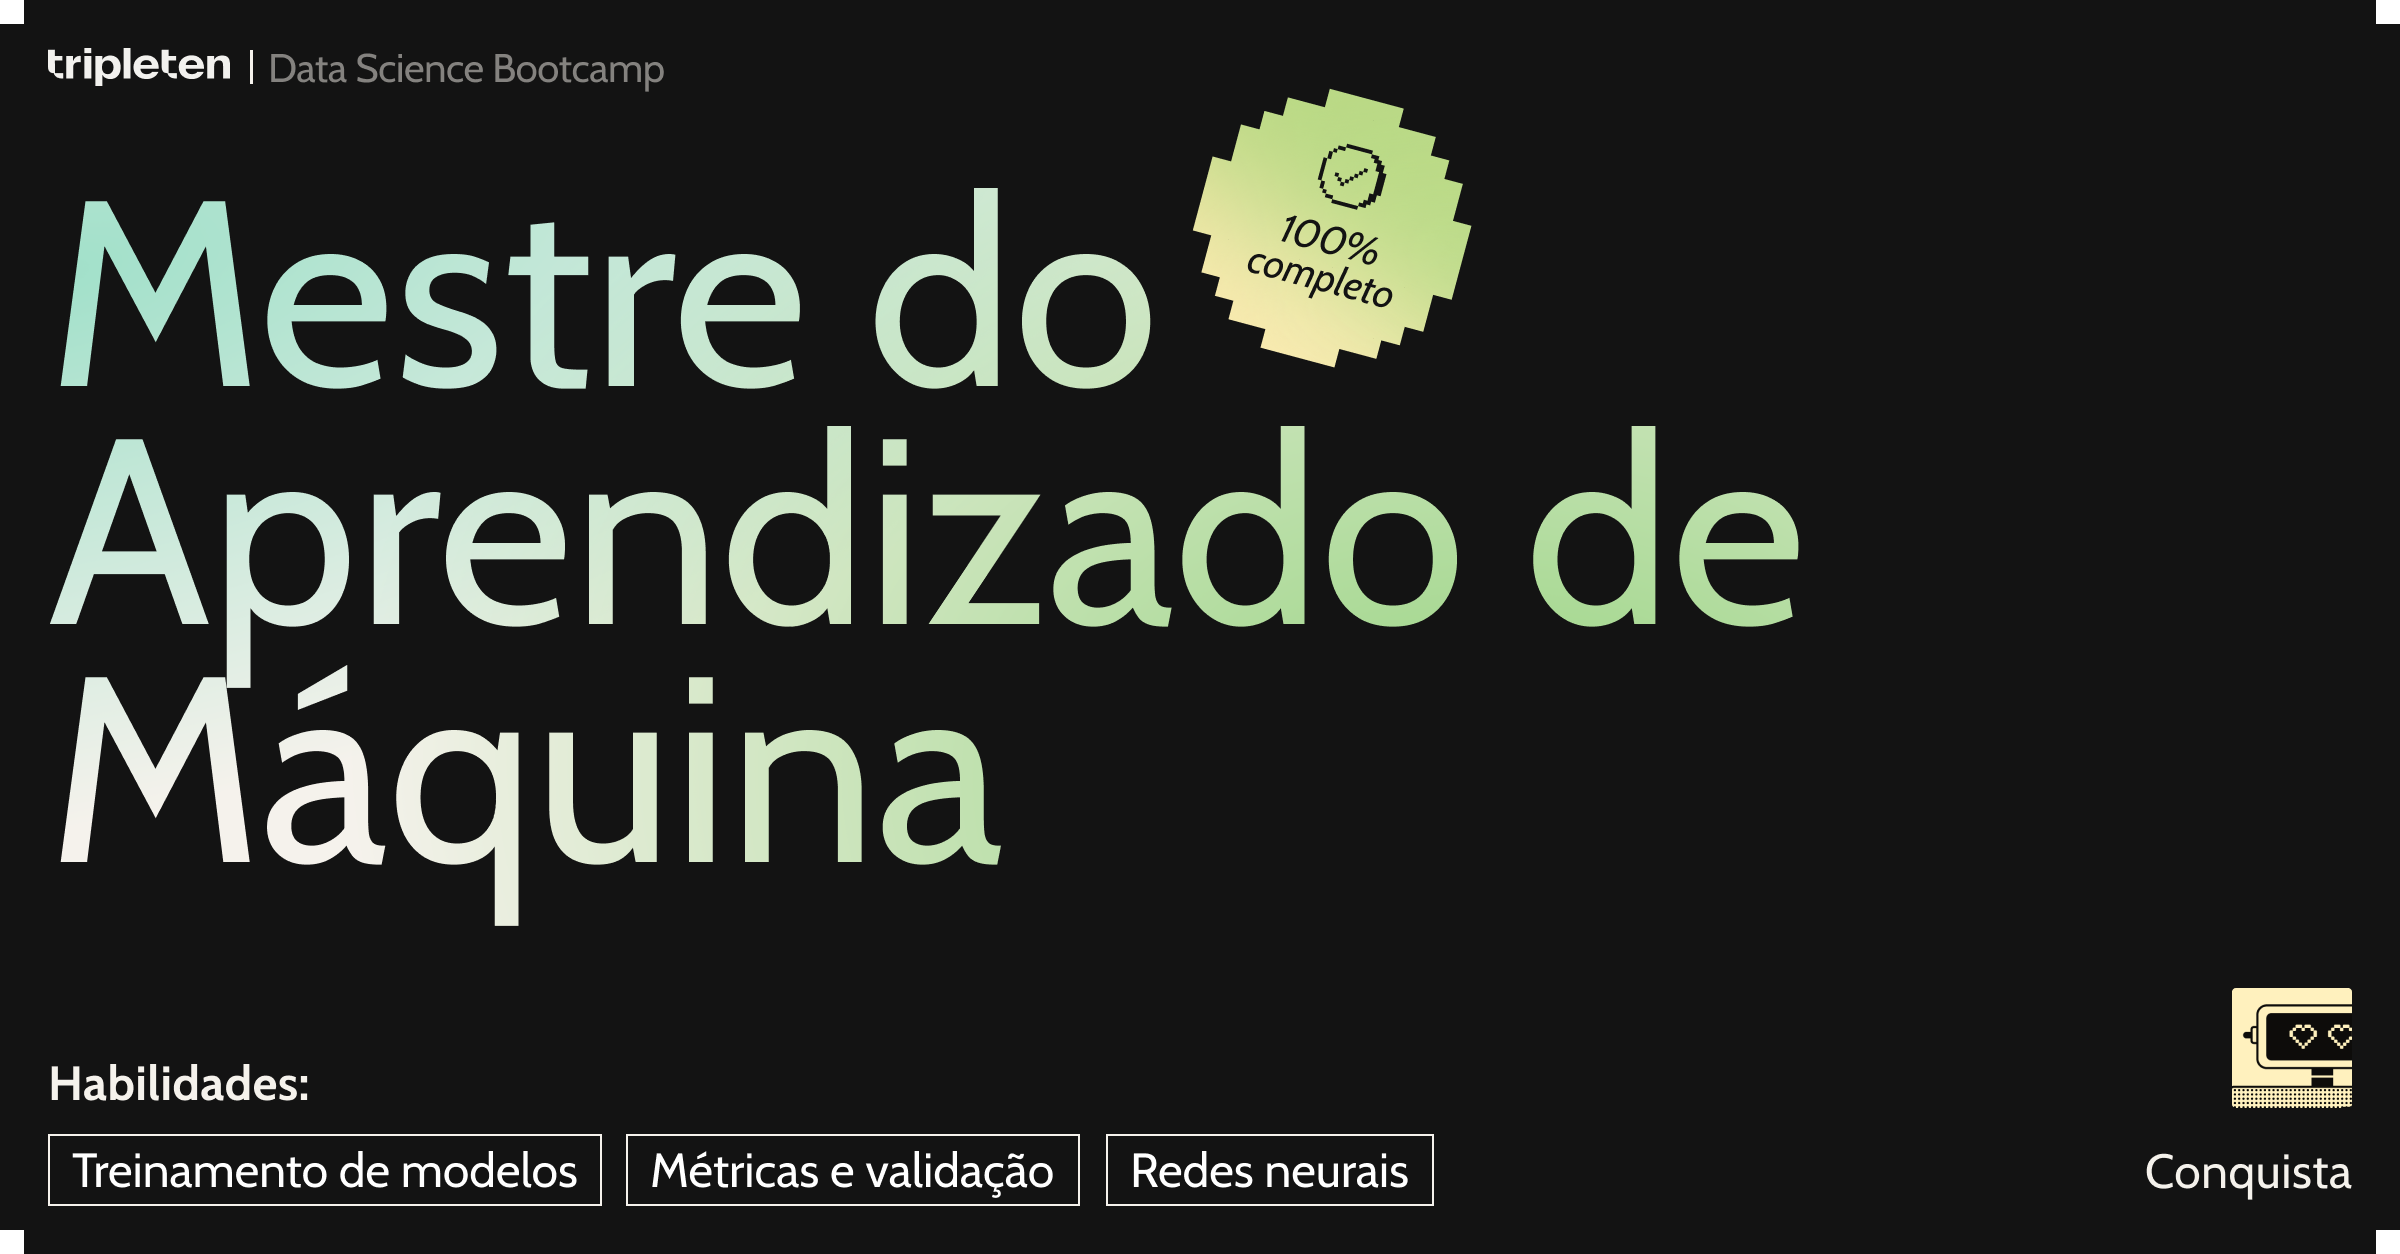 tripleten | Data Science Bootcamp
Mestre do
100%
completo
Aprendizado de
Máquina
Habilidades:
Treinamento de modelos
Métricas e validação
Redes neurais
Conquista